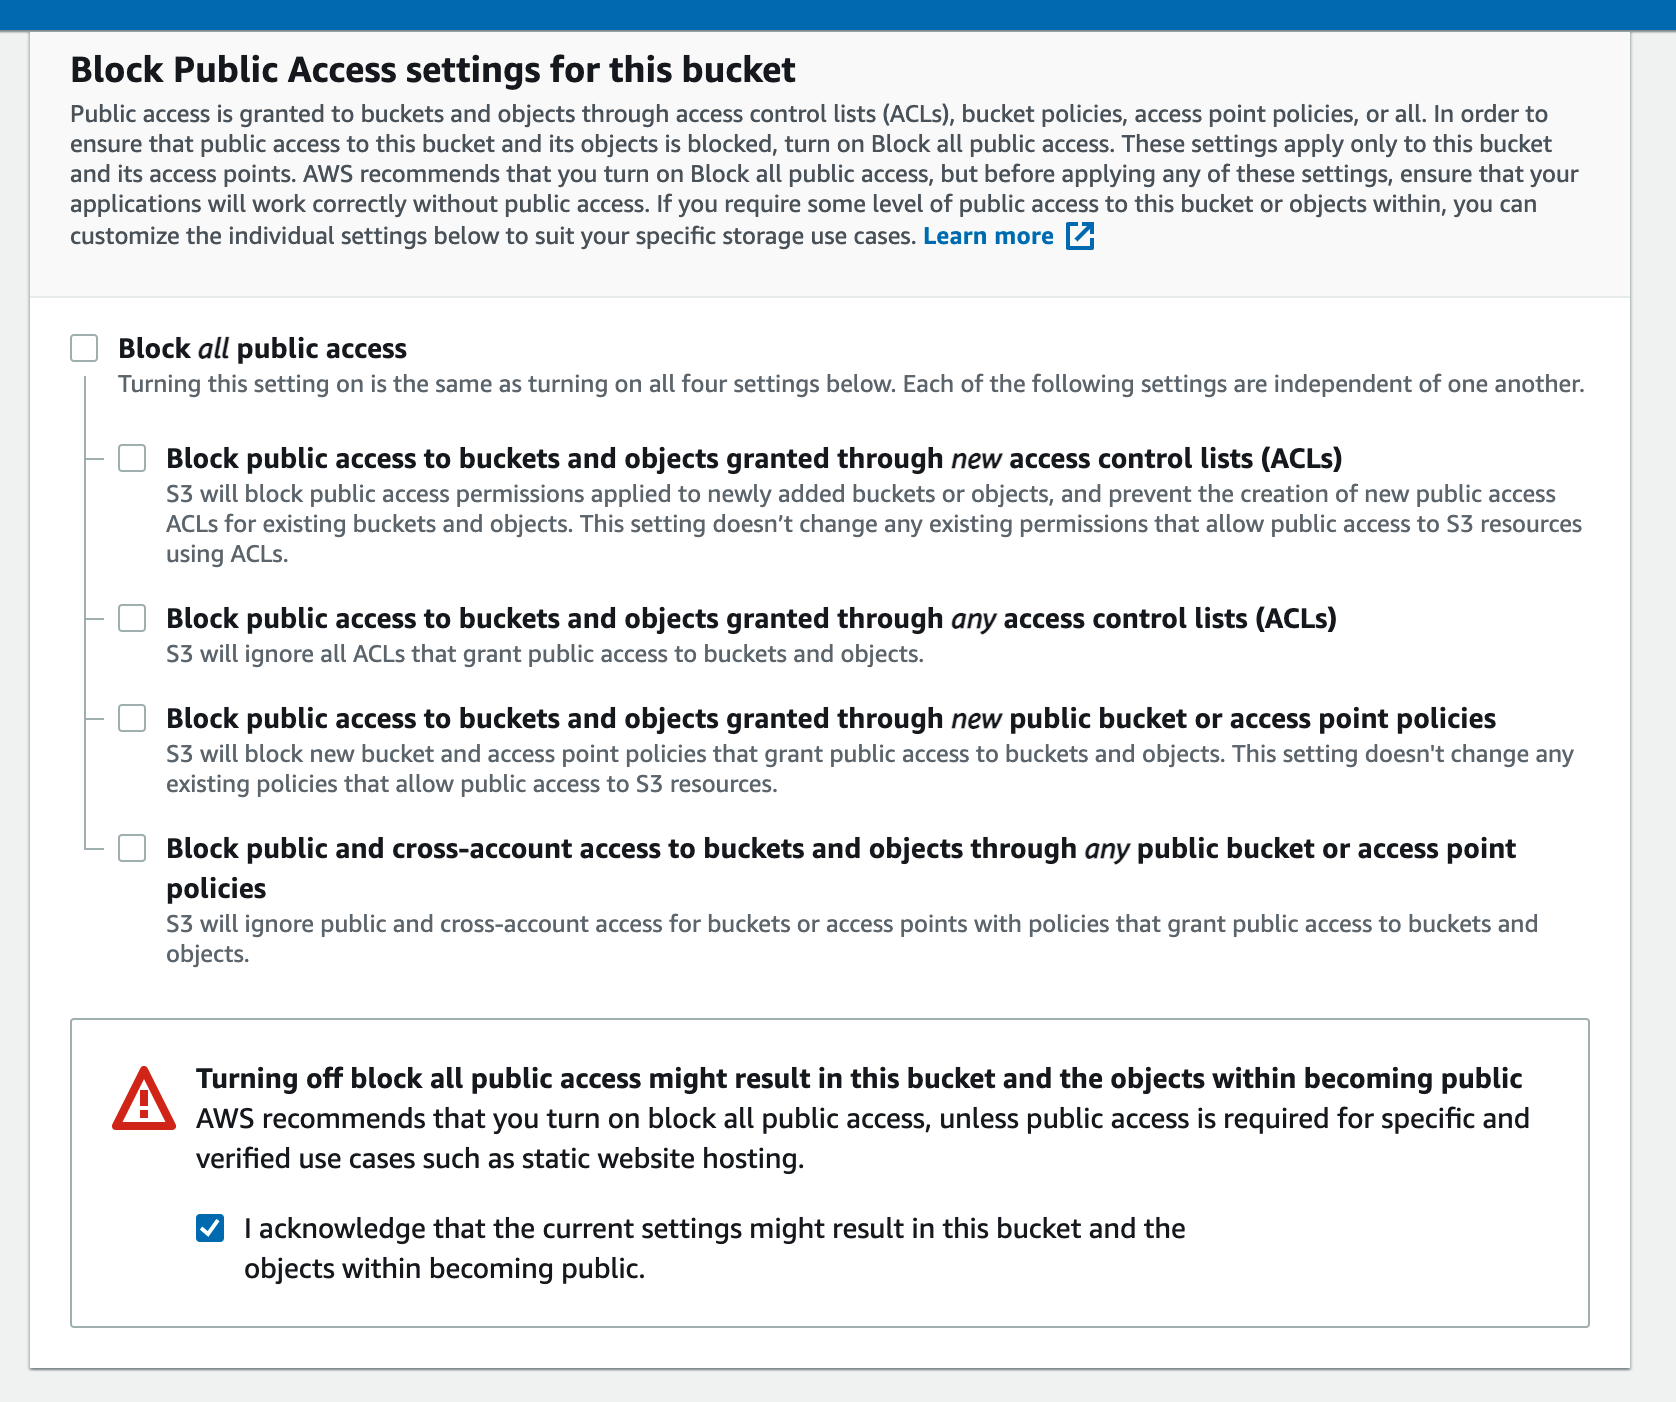 Block Public Access settings for this bucket
Public access is granted to buckets and objects through access control lists (ACLs), bucket policies, access point policies, or all. In order to
ensure that public access to this bucket and its objects is blocked, turn on Block all public access. These settings apply only to this bucket
and its access points. AWS recommends that you turn on Block all public access, but before applying any of these settings, ensure that your
applications will work correctly without public access. If you require some level of public access to this bucket or objects within, you can
customize the individual settings below to suit your specific storage use cases. Learn more
Block all public access
Turning this setting on is the same as turning on all four settings below. Each of the following settings are independent of one another.
Block public access to buckets and objects granted through new access control lists (ACLs)
S3 will block public access permissions applied to newly added buckets or objects, and prevent the creation of new public access
ACLs for existing buckets and objects. This setting doesn’t change any existing permissions that allow public access to S3 resources
using ACLs.
Block public access to buckets and objects granted through any access control lists (ACLs)
S3 will ignore all ACLs that grant public access to buckets and objects.
Block public access to buckets and objects granted through new public bucket or access point policies
S3 will block new bucket and access point policies that grant public access to buckets and objects. This setting doesn't change any
existing policies that allow public access to S3 resources.
Block public and cross-account access to buckets and objects through any public bucket or access point
policies
S3 will ignore public and cross-account access for buckets or access points with policies that grant public access to buckets and
objects.
Turning off block all public access might result in this bucket and the objects within becoming public
AWS recommends that you turn on block all public access, unless public access is required for specific and
verified use cases such as static website hosting.
I acknowledge that the current settings might result in this bucket and the
objects within becoming public.